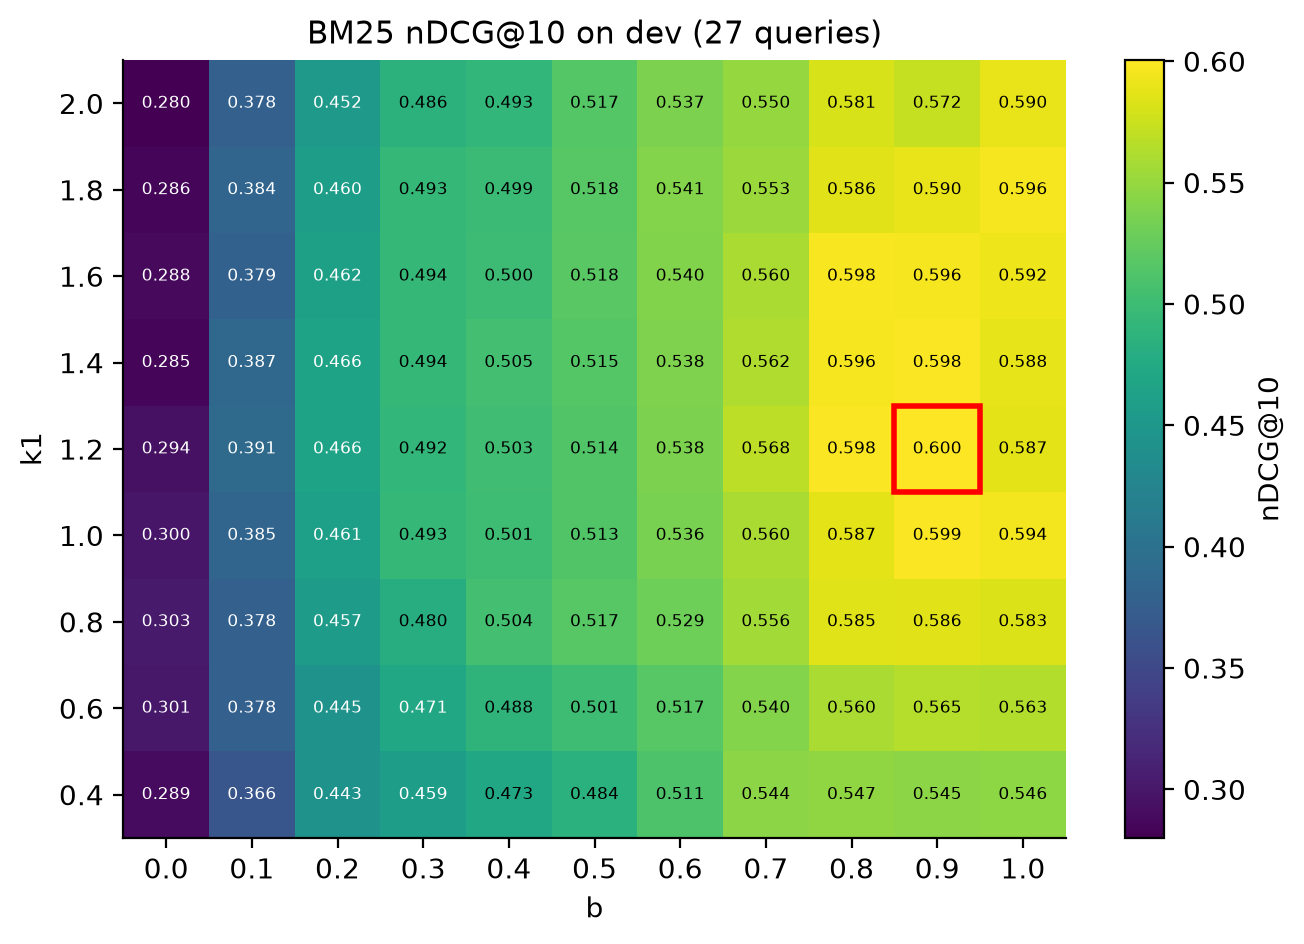 BM25 nDCG@10 on dev (27 queries)
2.0 0.280 0.378 0.452 0.486 0.493 0.517 0.537 0.550 0.581 0.572 0.590
1.8 0.286 0.384 0.460 0.493 0.499 0.518 0.541 0.553 0.586 0.590 0.596
1.6 0.288 0.379 0.462 0.494 0.500 0.518 0.540 0.560 0.598 0.596 0.592
1.4 0.285 0.387 0.466 0.494 0.505 0.515 0.538 0.562 0.596 0.598 0.588
1.2 0.294 0.391 0.466 0.492 0.503 0.514 0.538 0.568 0.598 0.600 0.587
1.0 0.300 0.385 0.461 0.493 0.501 0.513 0.536 0.560 0.587 0.599 0.594
0.8 0.303 0.378 0.457 0.480 0.504 0.517 0.529 0.556 0.585 0.586 0.583
0.6 0.301 0.378 0.445 0.471 0.488 0.501 0.517 0.540 0.560 0.565 0.563
0.4 0.289 0.366 0.443 0.459 0.473 0.484 0.511 0.544 0.547 0.545 0.546
0.0 0.1 0.2 0.3 0.4 0.5 0.6 0.7 0.8 0.9 1.0
b
k1
0.60
0.55
0.50
0.45
0.40
0.35
0.30
nDCG@10